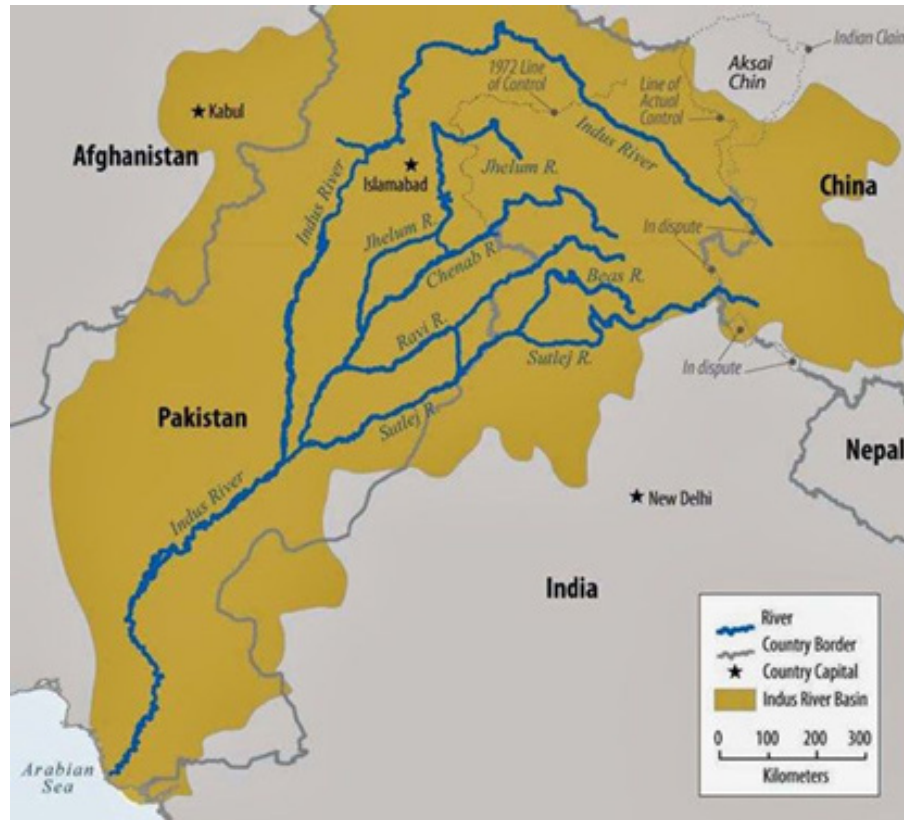 Indian Clain
Aksai
Chin
1972 Line
of Control
Line of
Actual
Control
Kabul
Afghanistan
Indus River
Islamabad
Jhelum R.
China
Indus River
Jhelum R.
In dispute
Chenab R.
Beas R.
Ravi R.
Sutlej R.
In dispute
Pakistan
Sutlej R.
Nepal
Indus River
New Delhi
India
River
Country Border
Country Capital
Indus River Basin
0 100 200 300
Kilometers
Arabian
Sea